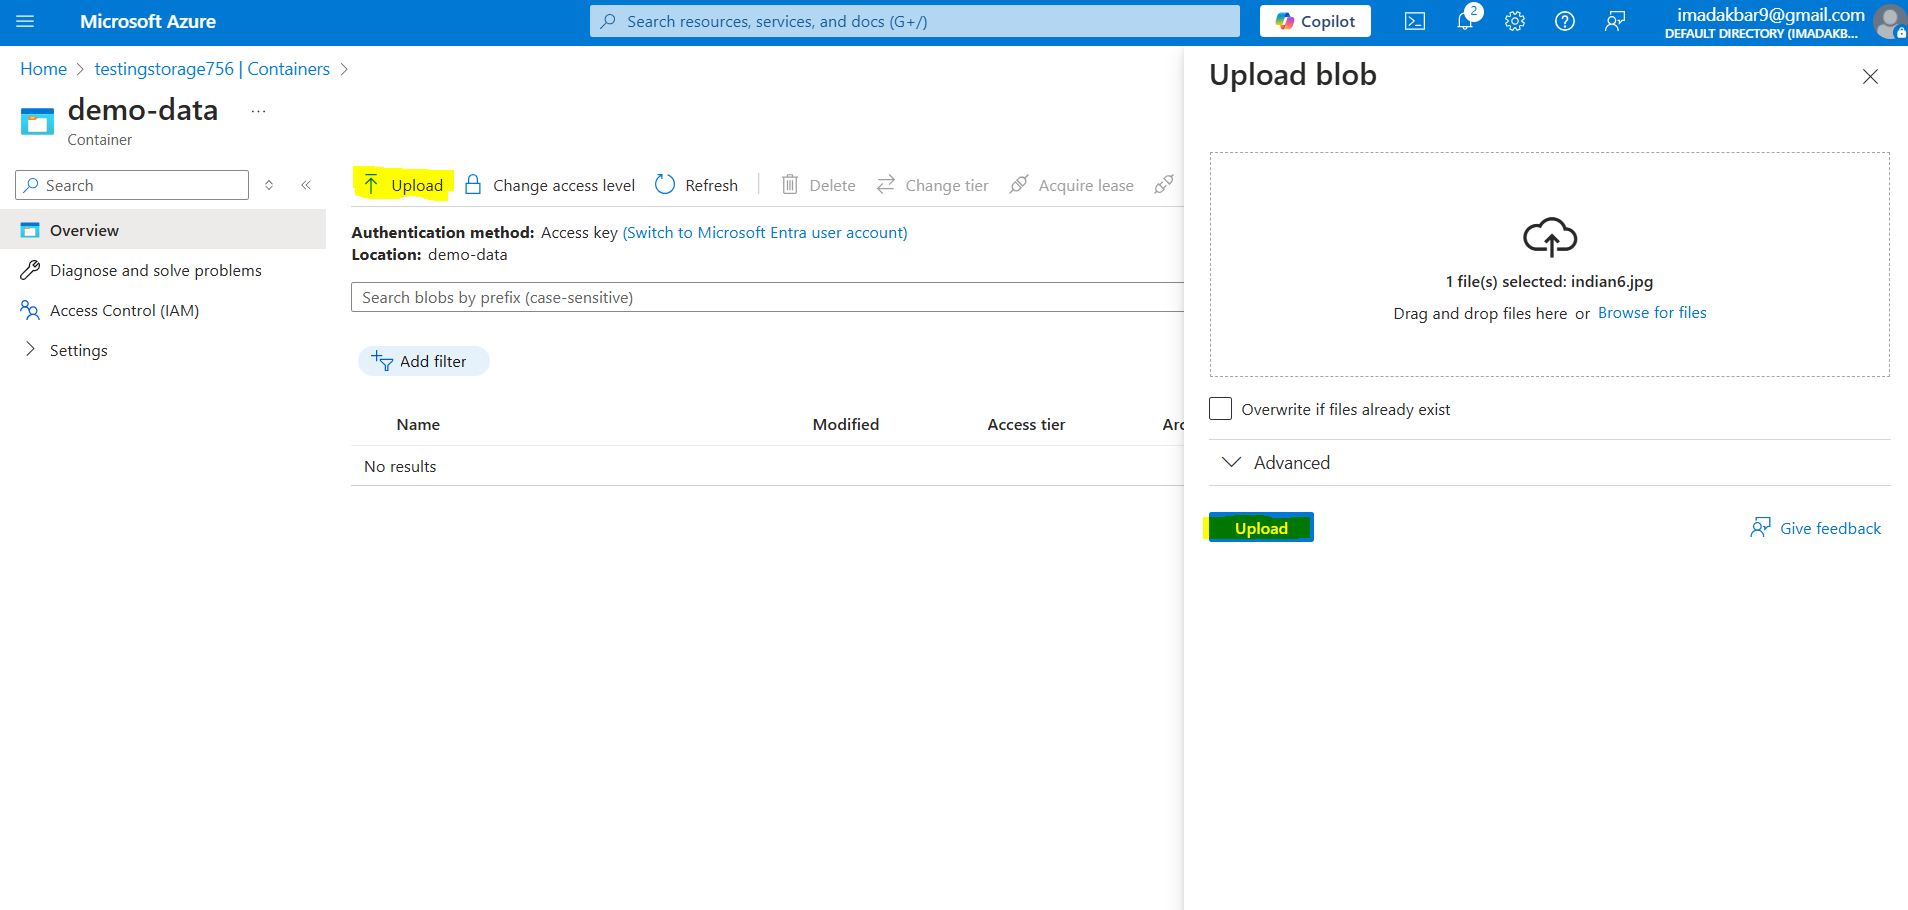 Microsoft Azure
Search resources, services, and docs (G+/)
Copilot
2
imadakbar9@gmail.com
DEFAULT DIRECTORY (IMADAKB...
Home > testingstorage756 | Containers >
demo-data ...
Container
Search
Overview
Diagnose and solve problems
Access Control (IAM)
Settings
Upload Change access level Refresh Delete Change tier Acquire lease
Authentication method: Access key (Switch to Microsoft Entra user account)
Location: demo-data
Search blobs by prefix (case-sensitive)
Add filter
Name Modified Access tier Arc
No results
Upload blob
1 file(s) selected: indian6.jpg
Drag and drop files here or Browse for files
Overwrite if files already exist
Advanced
Upload
Give feedback